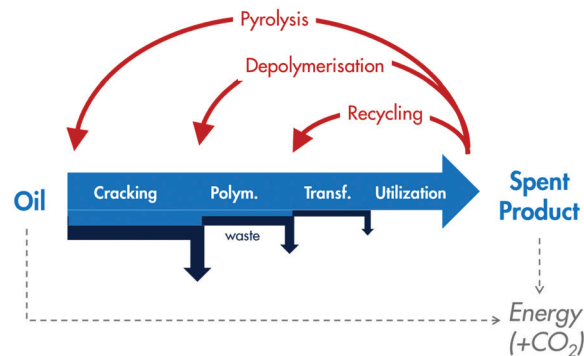 Pyrolysis
Depolymerisation
Recycling
Oil
Cracking
Polym.
Transf.
Utilization
waste
Spent
Product
Energy
(+CO₂)